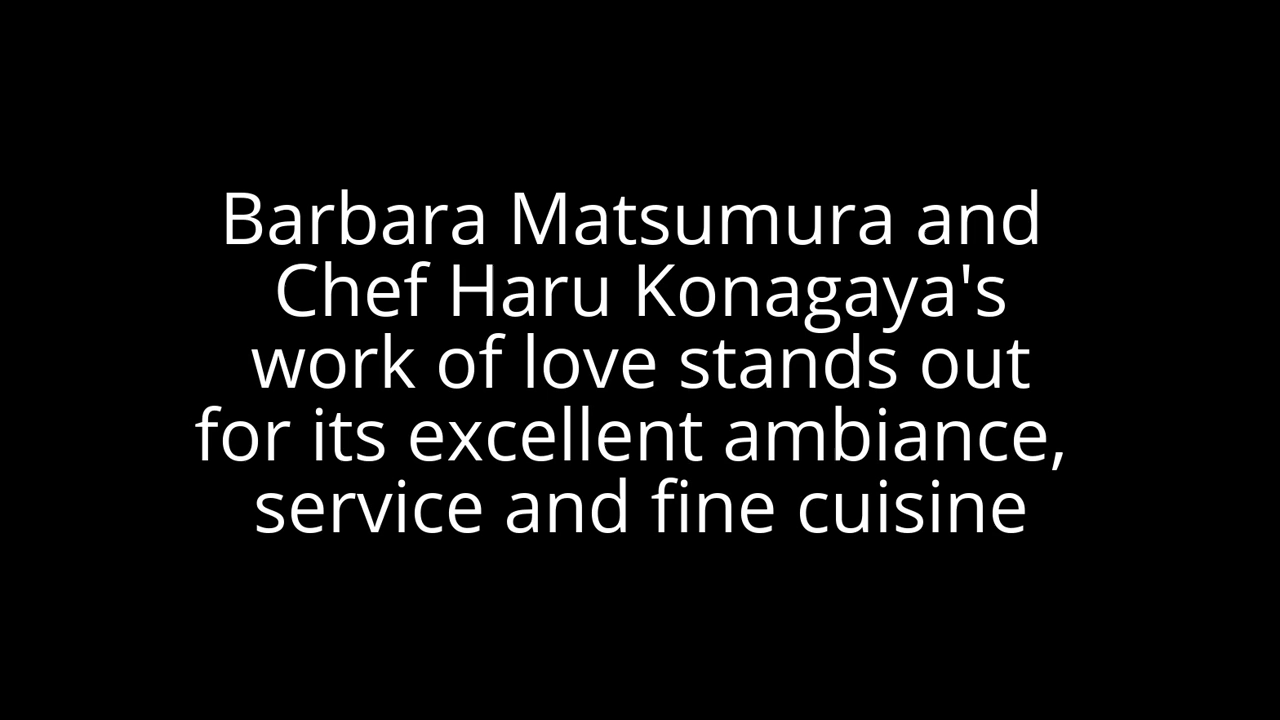 Barbara Matsumura and
Chef Haru Konagaya's
work of love stands out
for its excellent ambiance,
service and fine cuisine